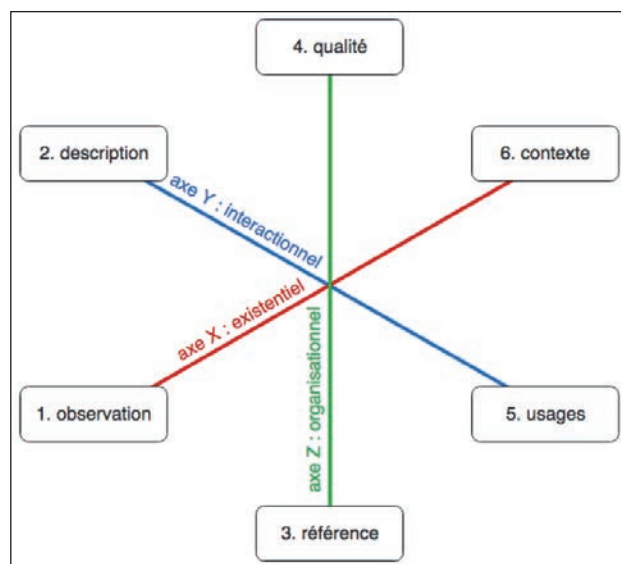 4. qualité
2. description
6. contexte
axe Y : interactionnel
axe X : existentiel
axe Z : organisationnel
1. observation
5. usages
3. référence